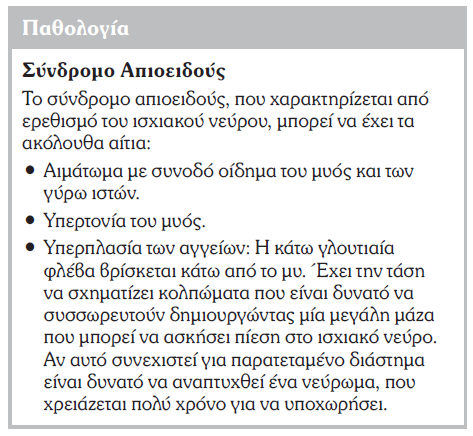 Παθολογία
Σύνδρομο Απιοειδούς
Το σύνδρομο απιοειδούς, που χαρακτηρίζεται από
ερεθισμό του ισχιακού νεύρου, μπορεί να έχει τα
ακόλουθα αίτια:
● Αιμάτωμα με συνοδό οίδημα του μυός και των
γύρω ιστών.
● Υπερτονία του μυός.
● Υπερπλασία των αγγείων: Η κάτω γλουτιαία
φλέβα βρίσκεται κάτω από το μυ. Έχει την τάση
να σχηματίζει κολπώματα που είναι δυνατό να
συσσωρευτούν δημιουργώντας μία μεγάλη μάζα
που μπορεί να ασκήσει πίεση στο ισχιακό νεύρο.
Αν αυτό συνεχιστεί για παρατεταμένο διάστημα
είναι δυνατό να αναπτυχθεί ένα νεύρωμα, που
χρειάζεται πολύ χρόνο για να υποχωρήσει.